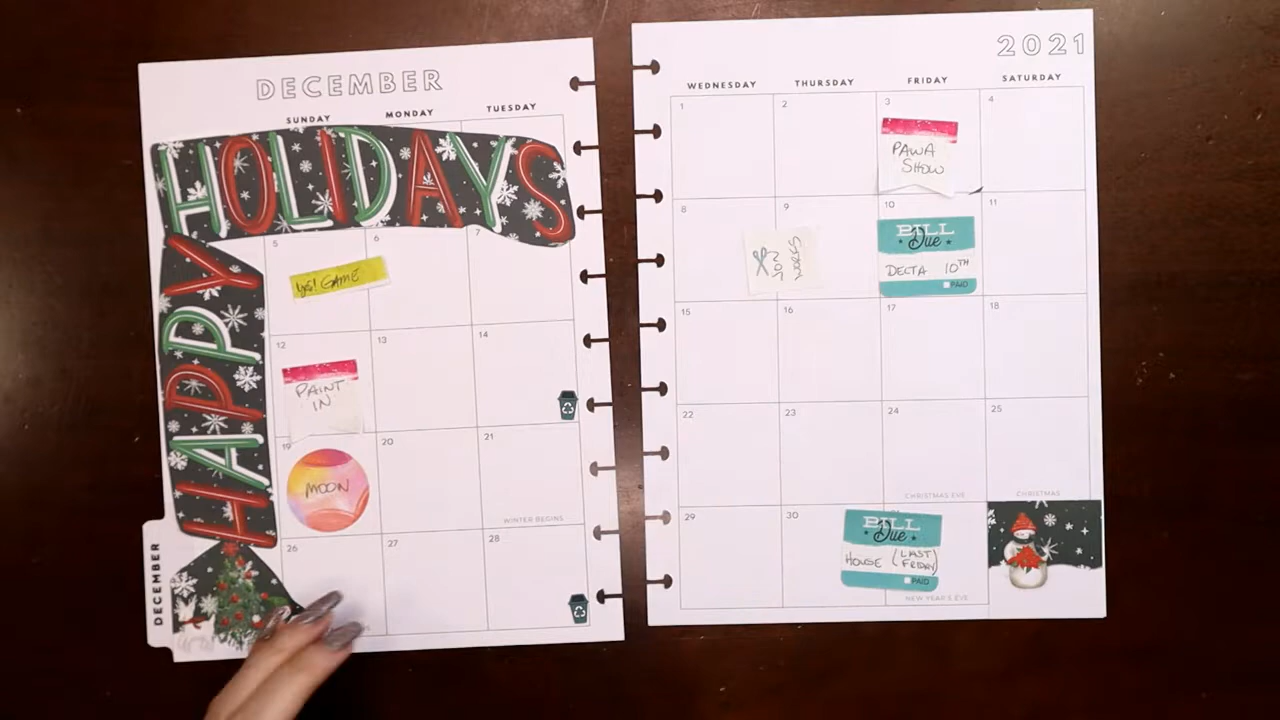 DECEMBER
SUNDAY MONDAY TUESDAY
HOLIDAYS
HAPPY
5 6 7
YS! GAME
12 13 14
PAINT
IN
19 20 21
MOON
WINTER BEGINS
26 27 28
DECEMBER
2021
WEDNESDAY THURSDAY FRIDAY SATURDAY
1 2 3 4
PAWA
SHOW
8 9 10 11
JON
WORKS
BILL
Due
DELTA 10TH
PAID
15 16 17 18
22 23 24 25
CHRISTMAS EVE CHRISTMAS
29 30
BILL
Due
HOUSE (LAST
FRIDAY)
PAID
NEW YEAR'S EVE